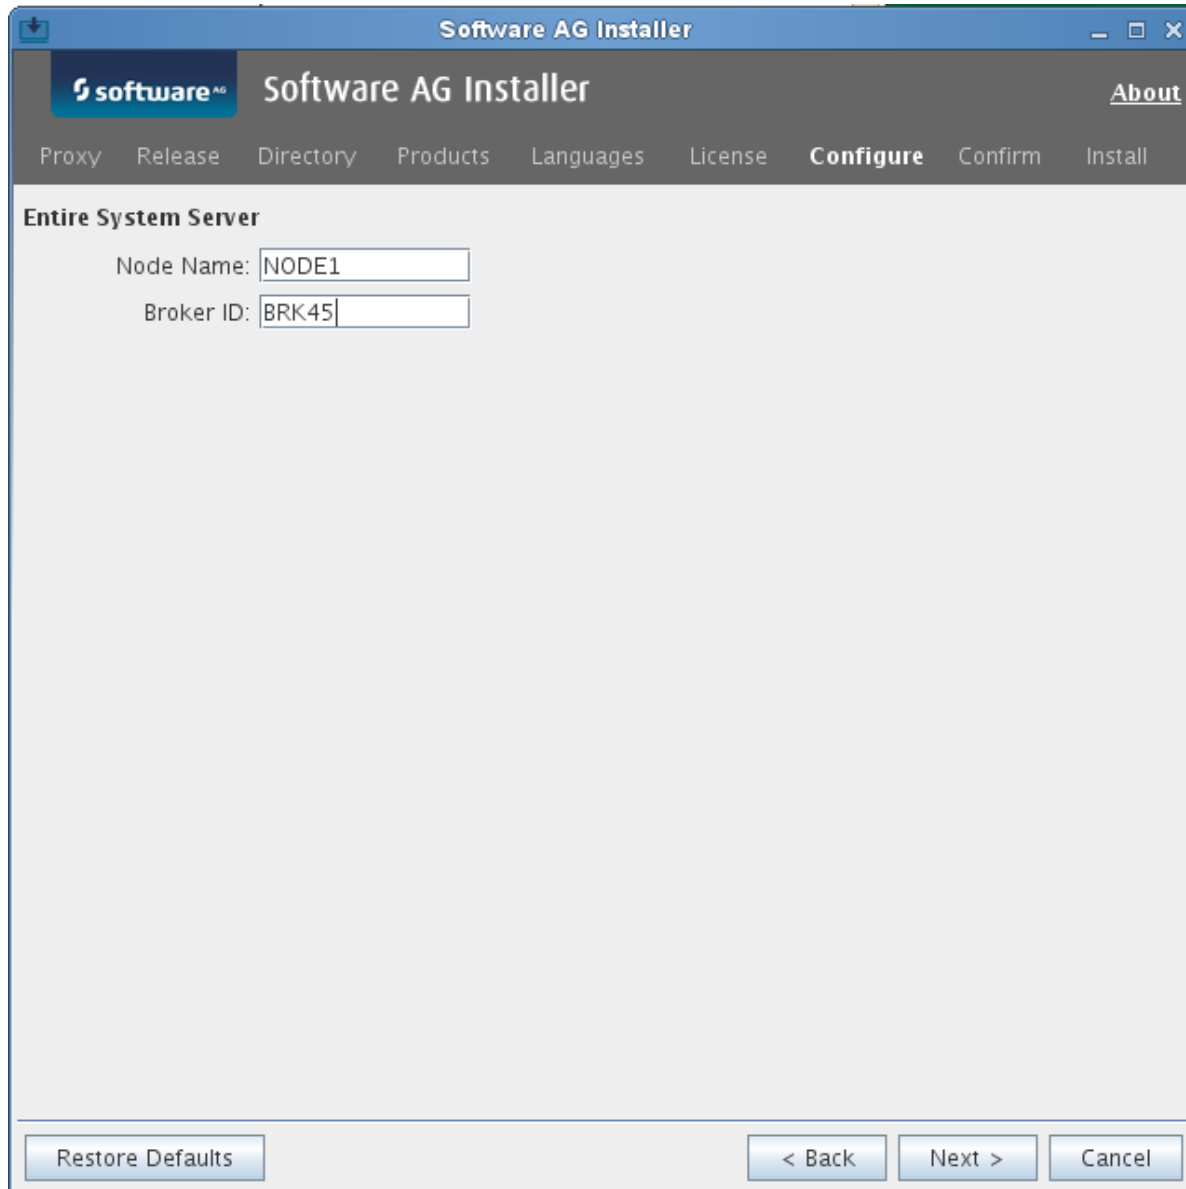 Software AG Installer
software AG Software AG Installer About
Proxy Release Directory Products Languages License Configure Confirm Install
Entire System Server
Node Name: NODE1
Broker ID: BRK45
Restore Defaults < Back Next > Cancel